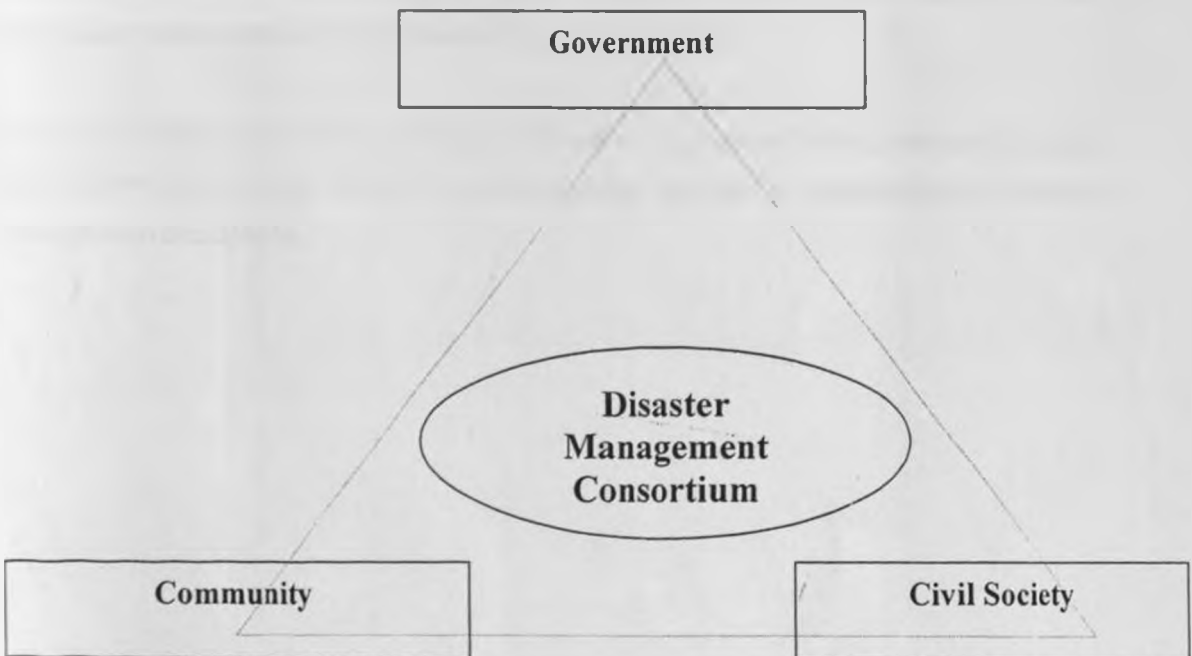 Government
Disaster
Management
Consortium
Community
Civil Society